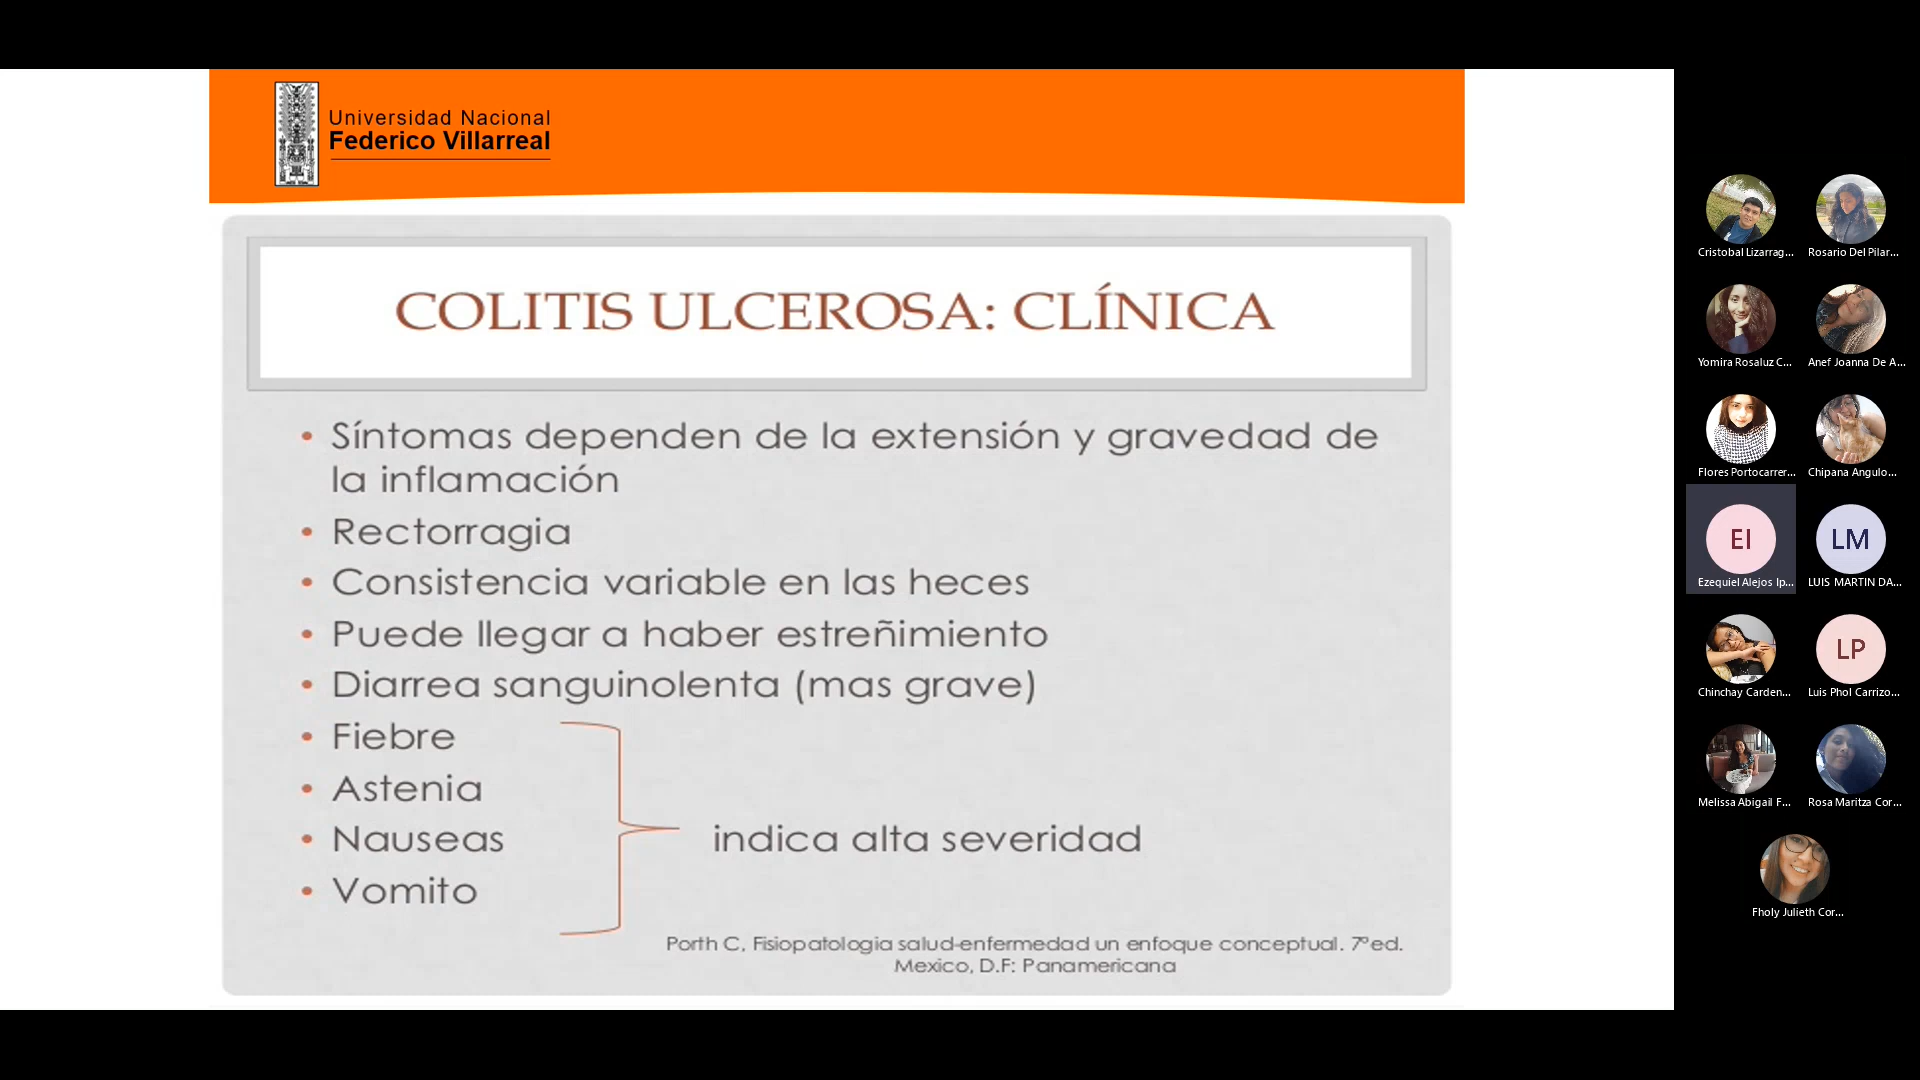 Universidad Nacional
Federico Villarreal
COLITIS ULCEROSA: CLÍNICA
• Síntomas dependen de la extensión y gravedad de
la inflamación
• Rectorragia
• Consistencia variable en las heces
• Puede llegar a haber estreñimiento
• Diarrea sanguinolenta (mas grave)
• Fiebre
• Astenia
• Nauseas
indica alta severidad
• Vomito
Porth C, Fisiopatologia salud-enfermedad un enfoque conceptual. 7ºed.
Mexico, D.F: Panamericana
Cristobal Lizarrag...
Rosario Del Pilar...
Yomira Rosaluz C...
Anef Joanna De A...
Flores Portocarrer...
Chipana Angulo...
EI
LM
Ezequiel Alejos Ip...
LUIS MARTIN DA...
LP
Chinchay Carden...
Luis Phol Carrizo...
Melissa Abigail F...
Rosa Maritza Cor...
Fholy Julieth Cor...